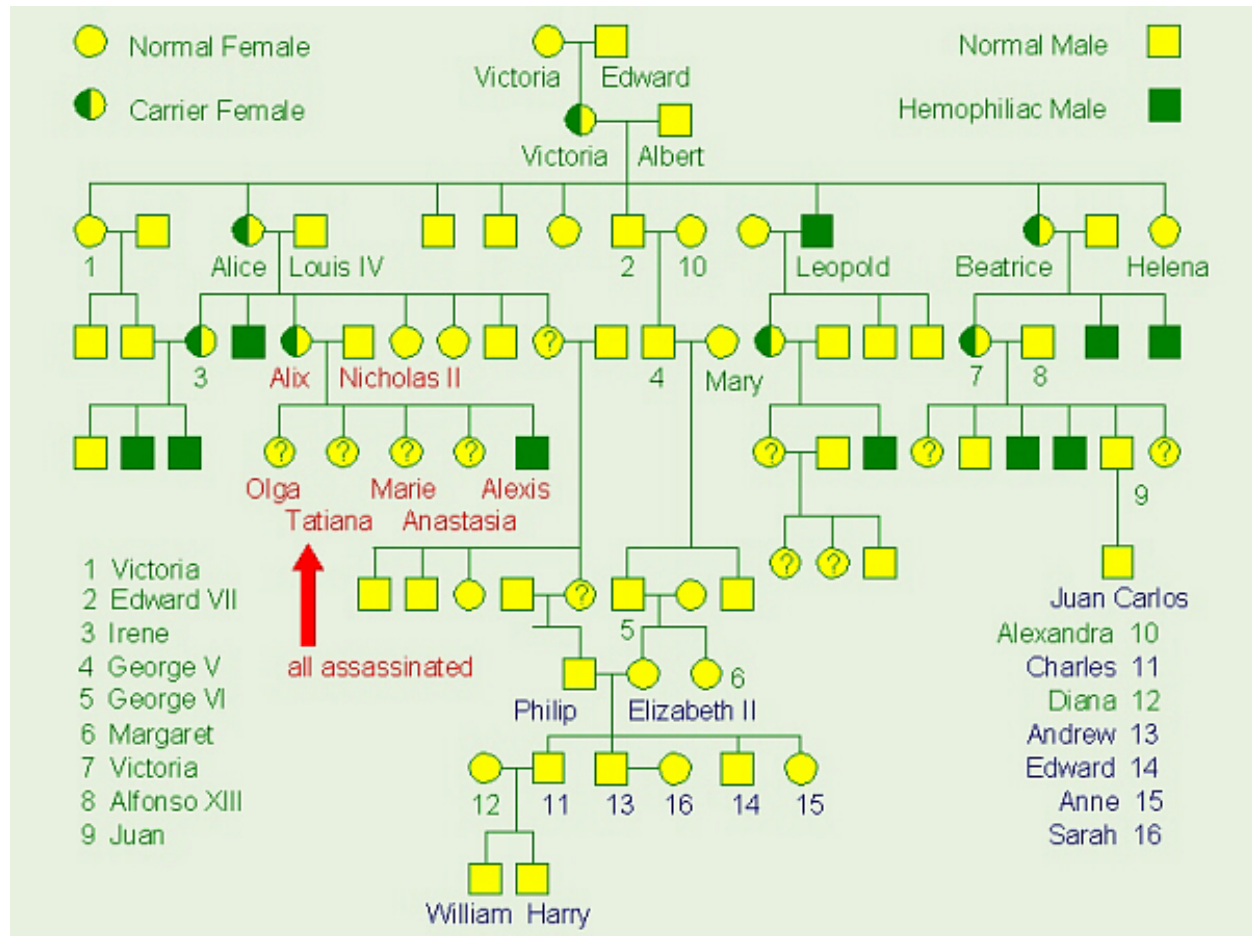 Normal Female
Normal Male
Victoria Edward
Carrier Female
Hemophiliac Male
Victoria Albert
1 Alice Louis IV 2 10 Leopold Beatrice Helena
?
3 Alix Nicholas II 4 Mary 7 8
? ? ? ? ? ? ?
Olga Marie Alexis 9
Tatiana Anastasia
? ?
1 Victoria
?
Juan Carlos
2 Edward VII
5
3 Irene
Alexandra 10
4 George V all assassinated 6 Charles 11
5 George VI Philip Elizabeth II Diana 12
6 Margaret Andrew 13
7 Victoria Edward 14
8 Alfonso XIII 12 11 13 16 14 15 Anne 15
9 Juan Sarah 16
William Harry